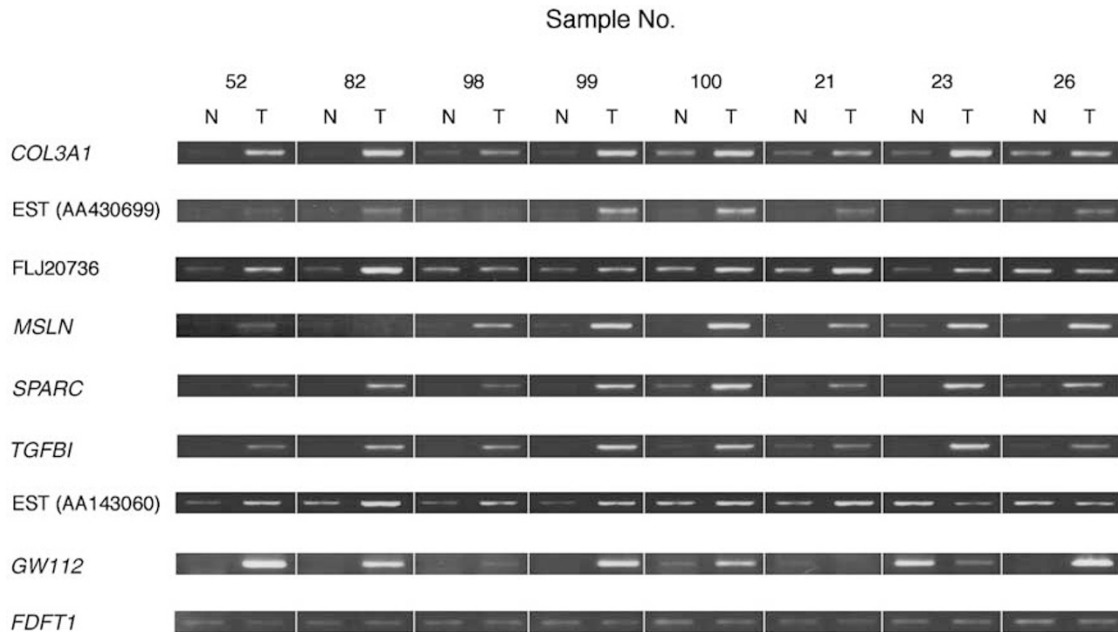 Sample No.
52 82 98 99 100 21 23 26
N T N T N T N T N T N T N T N T
COL3A1
EST (AA430699)
FLJ20736
MSLN
SPARC
TGFBI
EST (AA143060)
GW112
FDFT1